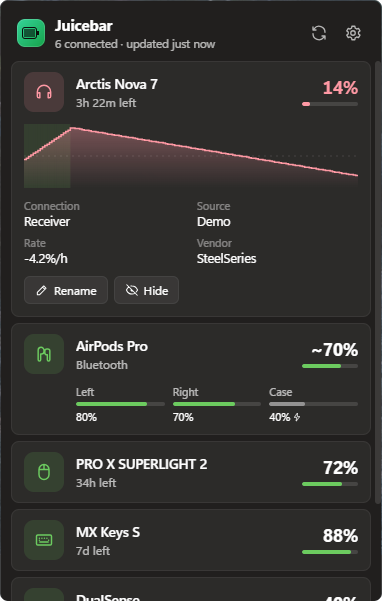 Juicebar
6 connected · updated just now
Arctis Nova 7
14%
3h 22m left
Connection
Source
Receiver
Demo
Rate
Vendor
-4.2%/h
SteelSeries
Rename
Hide
AirPods Pro
~70%
Bluetooth
Left
Right
Case
80%
70%
40%
PRO X SUPERLIGHT 2
72%
34h left
MX Keys S
88%
7d left
DualSense